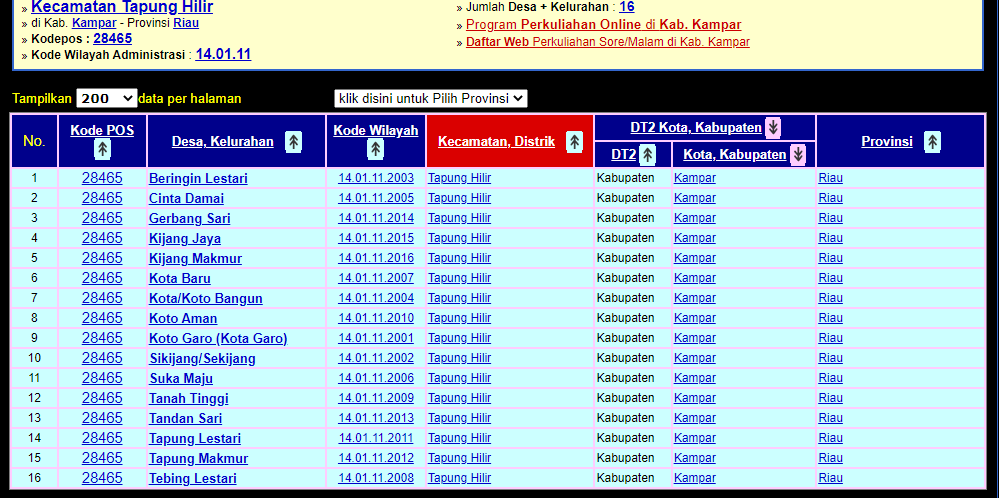 » Kecamatan Tapung Hilir
» di Kab. Kampar - Provinsi Riau
» Kodepos : 28465
» Kode Wilayah Administrasi : 14.01.11
» Jumlah Desa + Kelurahan : 16
» Program Perkuliahan Online di Kab. Kampar
» Daftar Web Perkuliahan Sore/Malam di Kab. Kampar
Tampilkan 200 data per halaman klik disini untuk Pilih Provinsi
No. Kode POS Desa, Kelurahan Kode Wilayah Kecamatan, Distrik DT2 Kota, Kabupaten Provinsi
DT2 Kota, Kabupaten
1 28465 Beringin Lestari 14.01.11.2003 Tapung Hilir Kabupaten Kampar Riau
2 28465 Cinta Damai 14.01.11.2005 Tapung Hilir Kabupaten Kampar Riau
3 28465 Gerbang Sari 14.01.11.2014 Tapung Hilir Kabupaten Kampar Riau
4 28465 Kijang Jaya 14.01.11.2015 Tapung Hilir Kabupaten Kampar Riau
5 28465 Kijang Makmur 14.01.11.2016 Tapung Hilir Kabupaten Kampar Riau
6 28465 Kota Baru 14.01.11.2007 Tapung Hilir Kabupaten Kampar Riau
7 28465 Kota/Koto Bangun 14.01.11.2004 Tapung Hilir Kabupaten Kampar Riau
8 28465 Koto Aman 14.01.11.2010 Tapung Hilir Kabupaten Kampar Riau
9 28465 Koto Garo (Kota Garo) 14.01.11.2001 Tapung Hilir Kabupaten Kampar Riau
10 28465 Sikijang/Sekijang 14.01.11.2002 Tapung Hilir Kabupaten Kampar Riau
11 28465 Suka Maju 14.01.11.2006 Tapung Hilir Kabupaten Kampar Riau
12 28465 Tanah Tinggi 14.01.11.2009 Tapung Hilir Kabupaten Kampar Riau
13 28465 Tandan Sari 14.01.11.2013 Tapung Hilir Kabupaten Kampar Riau
14 28465 Tapung Lestari 14.01.11.2011 Tapung Hilir Kabupaten Kampar Riau
15 28465 Tapung Makmur 14.01.11.2012 Tapung Hilir Kabupaten Kampar Riau
16 28465 Tebing Lestari 14.01.11.2008 Tapung Hilir Kabupaten Kampar Riau